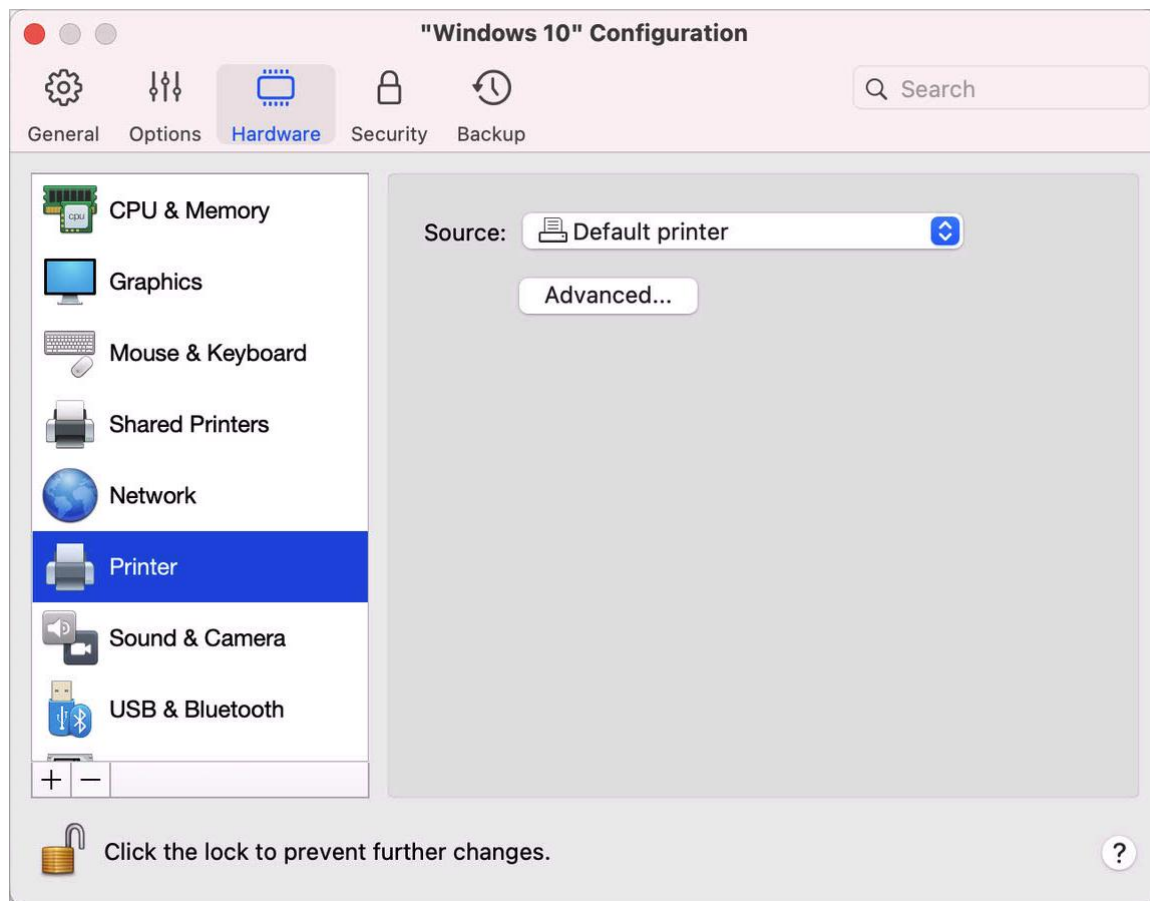 "Windows 10" Configuration
General Options Hardware Security Backup
Search
CPU & Memory
Graphics
Mouse & Keyboard
Shared Printers
Network
Printer
Sound & Camera
USB & Bluetooth
Source: Default printer
Advanced...
Click the lock to prevent further changes.
?